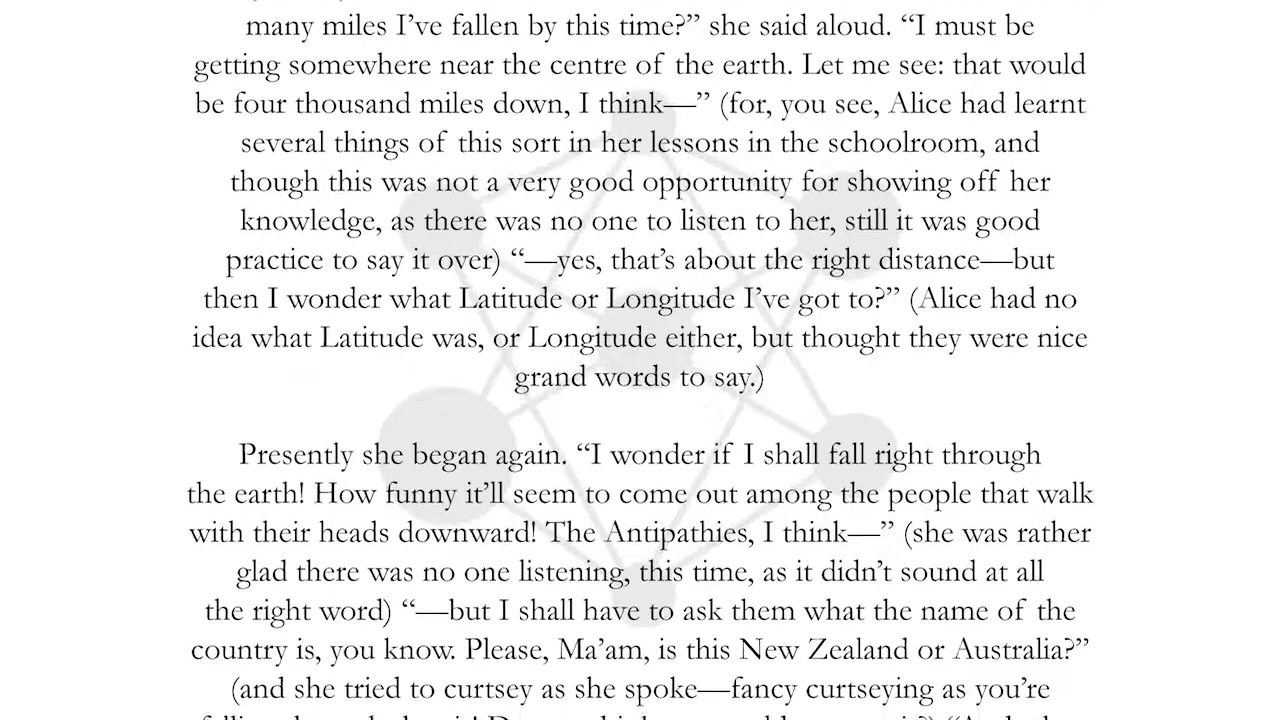 many miles I’ve fallen by this time?” she said aloud. “I must be
getting somewhere near the centre of the earth. Let me see: that would
be four thousand miles down, I think—” (for, you see, Alice had learnt
several things of this sort in her lessons in the schoolroom, and
though this was not a very good opportunity for showing off her
knowledge, as there was no one to listen to her, still it was good
practice to say it over) “—yes, that’s about the right distance—but
then I wonder what Latitude or Longitude I’ve got to?” (Alice had no
idea what Latitude was, or Longitude either, but thought they were nice
grand words to say.)
Presently she began again. “I wonder if I shall fall right through
the earth! How funny it’ll seem to come out among the people that walk
with their heads downward! The Antipathies, I think—” (she was rather
glad there was no one listening, this time, as it didn’t sound at all
the right word) “—but I shall have to ask them what the name of the
country is, you know. Please, Ma’am, is this New Zealand or Australia?”
(and she tried to curtsey as she spoke—fancy curtseying as you’re